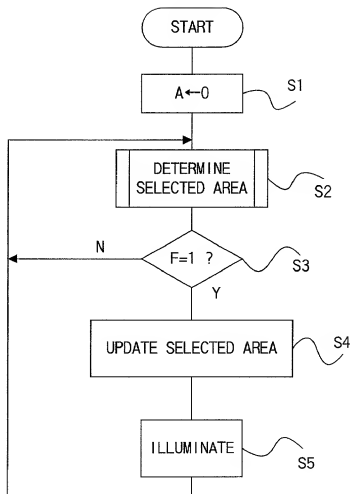 START
A←0
S1
DETERMINE
SELECTED AREA
S2
N
F=1 ?
S3
Y
UPDATE SELECTED AREA
S4
ILLUMINATE
S5